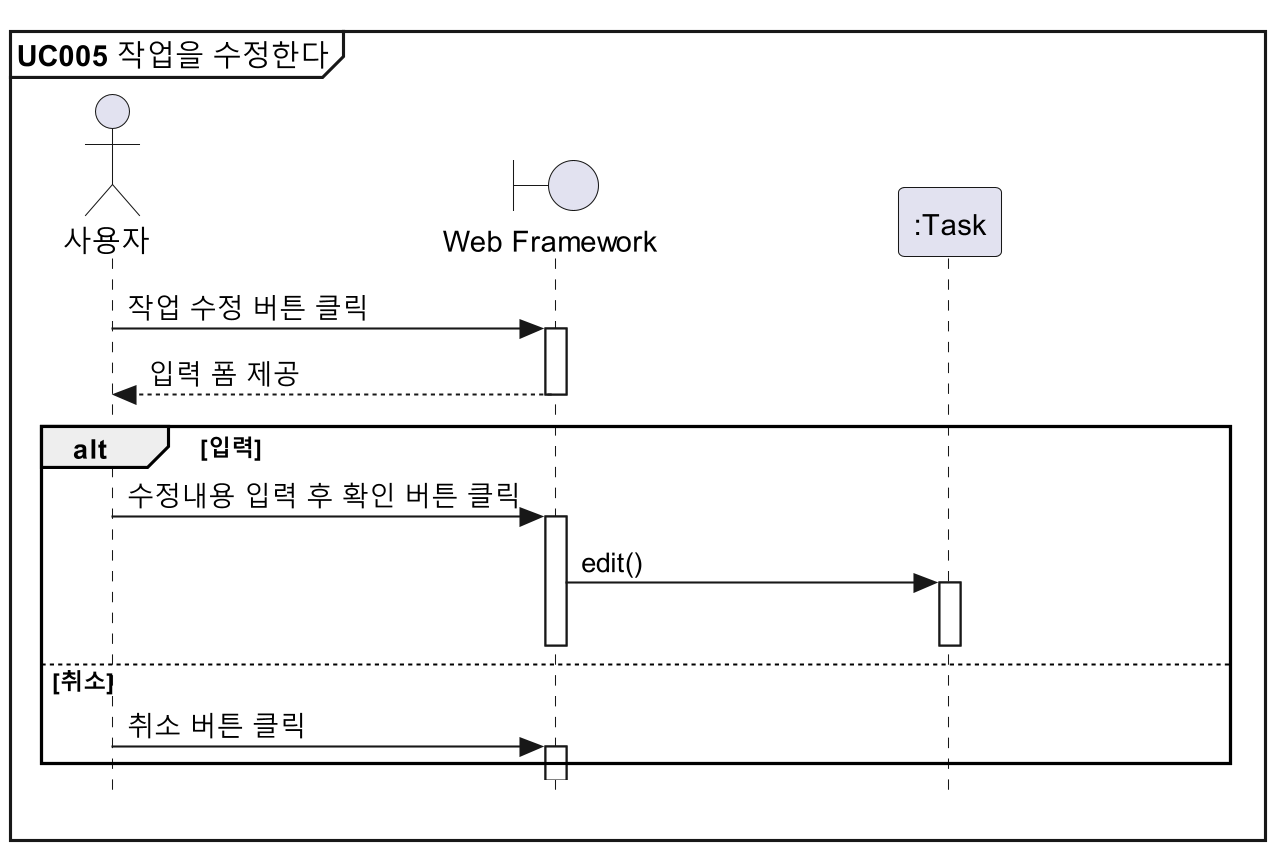 UC005 작업을 수정한다
사용자
Web Framework
:Task
작업 수정 버튼 클릭
입력 폼 제공
alt [입력]
수정내용 입력 후 확인 버튼 클릭
edit()
[취소]
취소 버튼 클릭